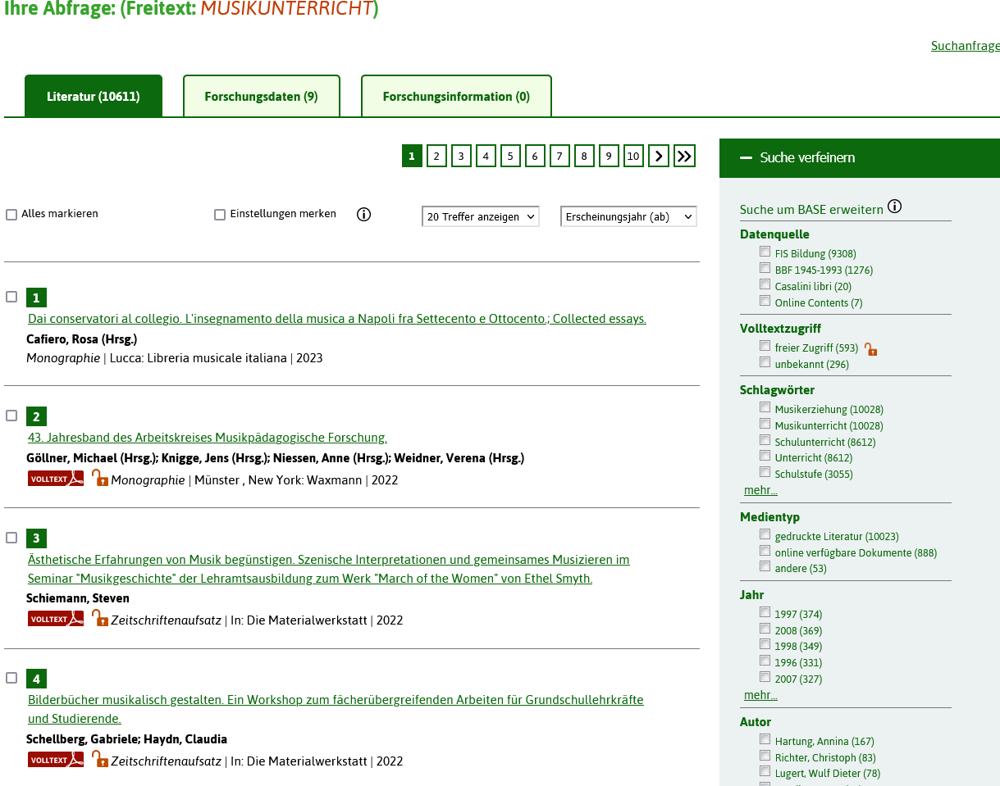 Ihre Abfrage: (Freitext: MUSIKUNTERRICHT)
Suchanfrage
Literatur (10611)
Forschungsdaten (9)
Forschungsinformation (0)
1 2 3 4 5 6 7 8 9 10
Alles markieren
Einstellungen merken
20 Treffer anzeigen
Erscheinungsjahr (ab)
1
Dai conservatori al collegio. L'insegnamento della musica a Napoli fra Settecento e Ottocento.; Collected essays.
Cafiero, Rosa (Hrsg.)
Monographie | Lucca: Libreria musicale italiana | 2023
2
43. Jahresband des Arbeitskreises Musikpädagogische Forschung.
Göllner, Michael (Hrsg.); Knigge, Jens (Hrsg.); Niessen, Anne (Hrsg.); Weidner, Verena (Hrsg.)
VOLLTEXT Monographie | Münster , New York: Waxmann | 2022
3
Ästhetische Erfahrungen von Musik begünstigen. Szenische Interpretationen und gemeinsames Musizieren im
Seminar "Musikgeschichte" der Lehramtsausbildung zum Werk "March of the Women" von Ethel Smyth.
Schiemann, Steven
VOLLTEXT Zeitschriftenaufsatz | In: Die Materialwerkstatt | 2022
4
Bilderbücher musikalisch gestalten. Ein Workshop zum fächerübergreifenden Arbeiten für Grundschullehrkräfte
und Studierende.
Schellberg, Gabriele; Haydn, Claudia
VOLLTEXT Zeitschriftenaufsatz | In: Die Materialwerkstatt | 2022
Suche verfeinern
Suche um BASE erweitern
Datenquelle
FIS Bildung (9308)
BBF 1945-1993 (1276)
Casalini libri (20)
Online Contents (7)
Volltextzugriff
freier Zugriff (593)
unbekannt (296)
Schlagwörter
Musikerziehung (10028)
Musikunterricht (10028)
Schulunterricht (8612)
Unterricht (8612)
Schulstufe (3055)
mehr...
Medientyp
gedruckte Literatur (10023)
online verfügbare Dokumente (888)
andere (53)
Jahr
1997 (374)
2008 (369)
1998 (349)
1996 (331)
2007 (327)
mehr...
Autor
Hartung, Annina (167)
Richter, Christoph (83)
Lugert, Wulf Dieter (78)